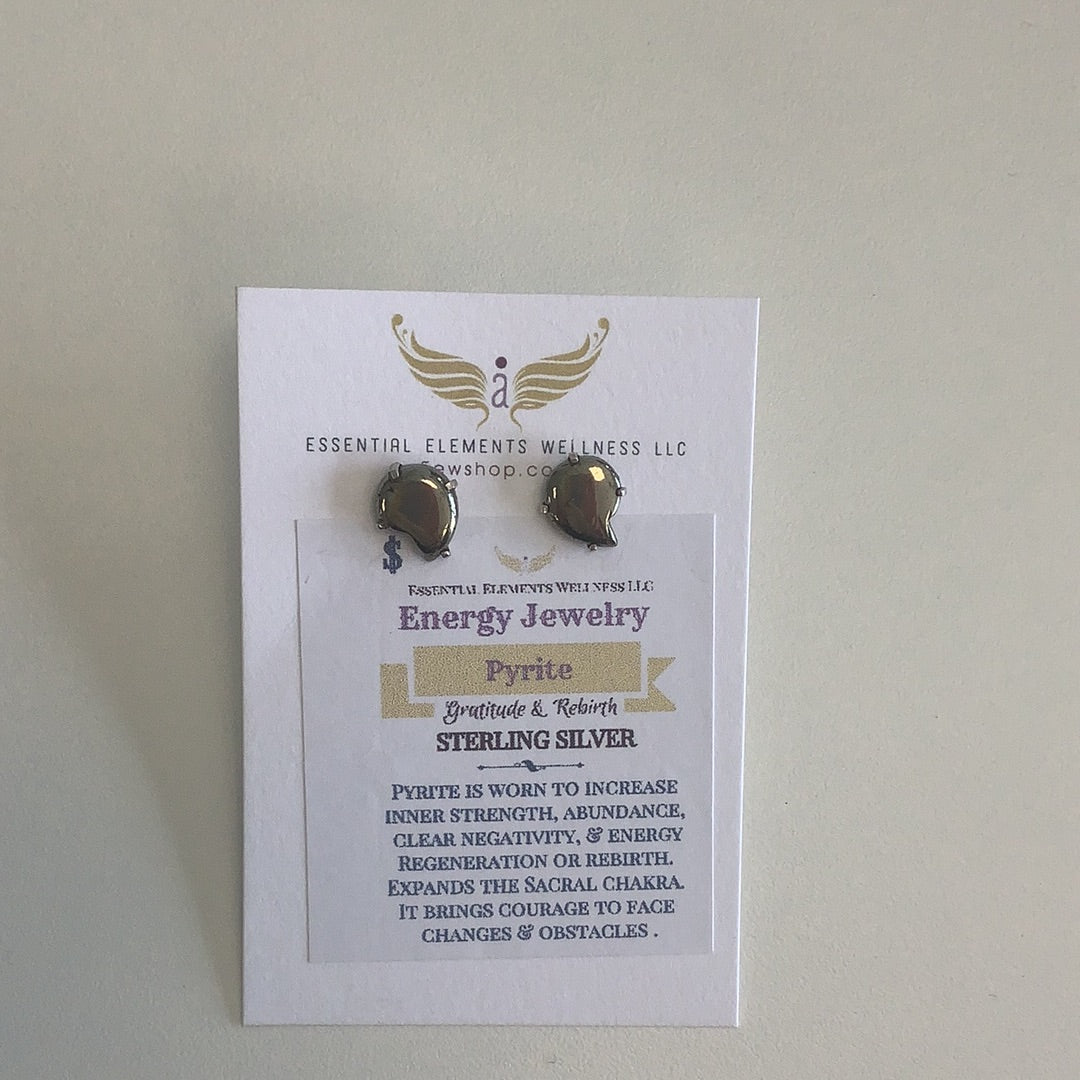 å
ESSENTIAL ELEMENTS WELLNESS LLC
ewshop.co
$
ESSENTIAL ELEMENTS WELLNESS LLC
Energy Jewelry
Pyrite
Gratitude & Rebirth
STERLING SILVER
PYRITE IS WORN TO INCREASE
INNER STRENGTH, ABUNDANCE,
CLEAR NEGATIVITY, & ENERGY
REGENERATION OR REBIRTH.
EXPANDS THE SACRAL CHAKRA.
IT BRINGS COURAGE TO FACE
CHANGES & OBSTACLES .